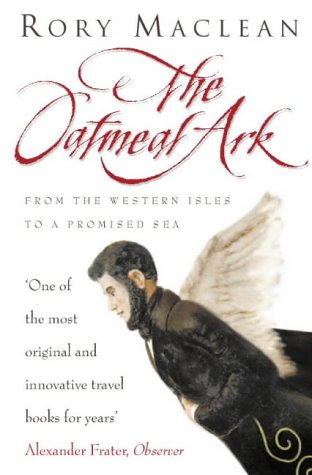 RORY MACLEAN
The
Oatmeal Ark
FROM THE WESTERN ISLES
TO A PROMISED SEA
‘One of
the most
original and
innovative travel
books for years’
Alexander Frater, Observer